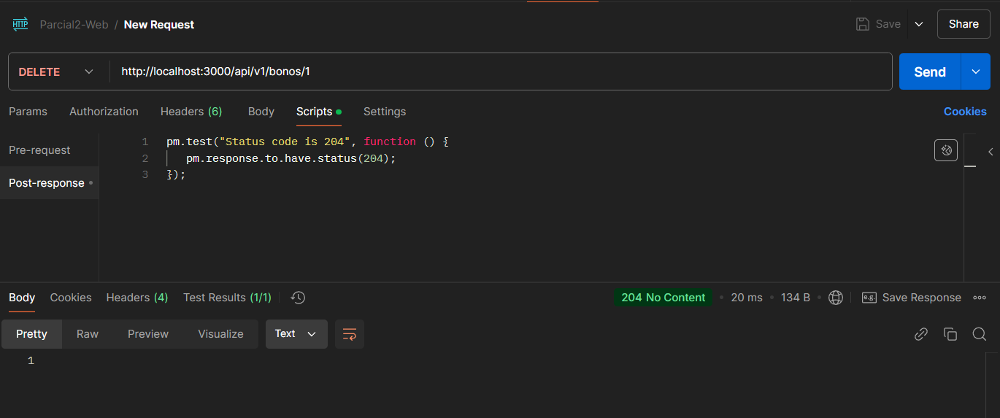 HTTP Parcial2-Web / New Request Save Share
DELETE http://localhost:3000/api/v1/bonos/1 Send
Params Authorization Headers (6) Body Scripts Settings Cookies
Pre-request
Post-response
1 pm.test("Status code is 204", function () {
2 pm.response.to.have.status(204);
3 });
Body Cookies Headers (4) Test Results (1/1) 204 No Content 20 ms 134 B e.g. Save Response
Pretty Raw Preview Visualize Text
1